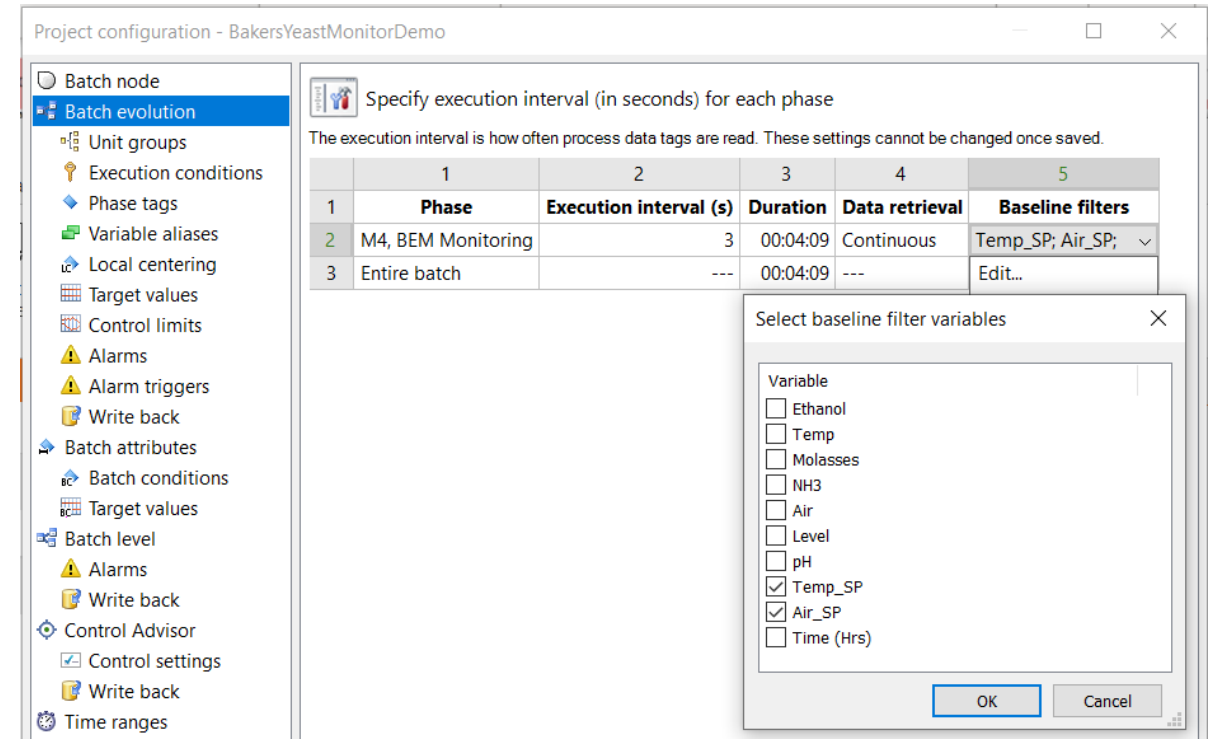 Project configuration - BakersYeastMonitorDemo
Batch node
Batch evolution
Unit groups
Execution conditions
Phase tags
Variable aliases
Local centering
Target values
Control limits
Alarms
Alarm triggers
Write back
Batch attributes
Batch conditions
Target values
Batch level
Alarms
Write back
Control Advisor
Control settings
Write back
Time ranges
Specify execution interval (in seconds) for each phase
The execution interval is how often process data tags are read. These settings cannot be changed once saved.
1 2 3 4 5
1 Phase Execution interval (s) Duration Data retrieval Baseline filters
2 M4, BEM Monitoring 3 00:04:09 Continuous Temp_SP; Air_SP;
3 Entire batch --- 00:04:09 --- Edit...
Select baseline filter variables
Variable
Ethanol
Temp
Molasses
NH3
Air
Level
pH
Temp_SP
Air_SP
Time (Hrs)
OK Cancel